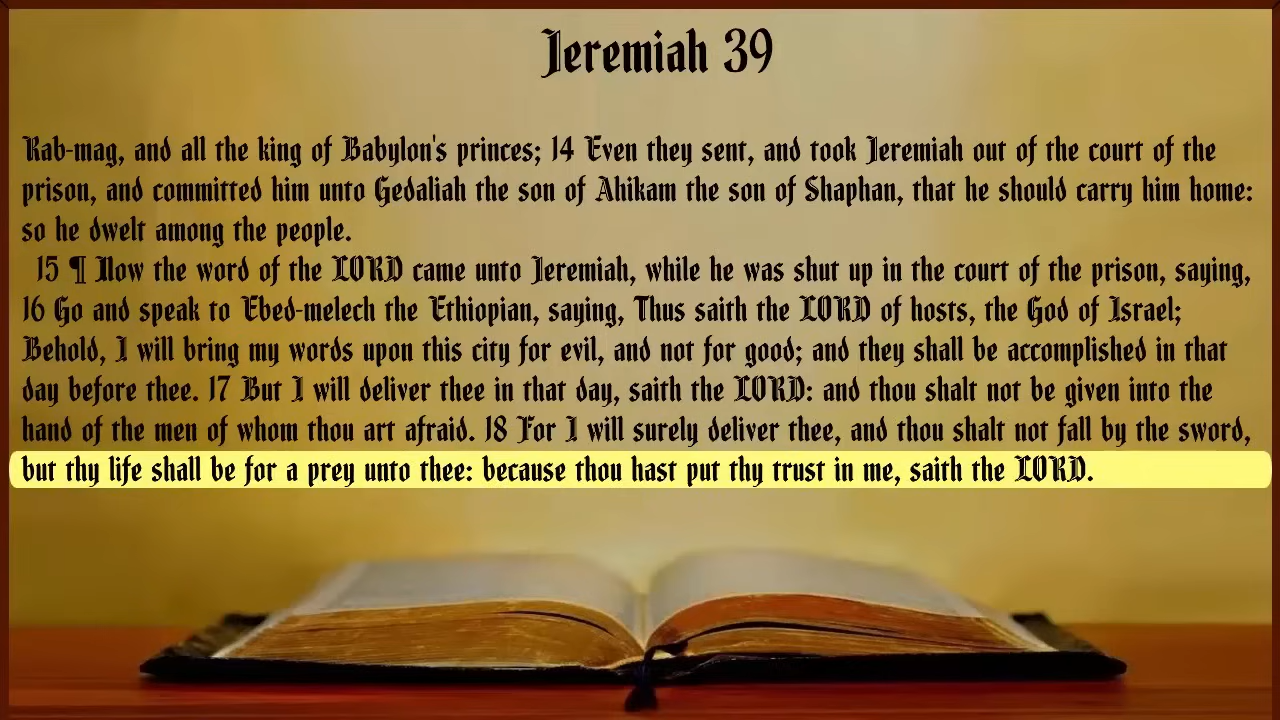 Jeremiah 39
Rab-mag, and all the king of Babylon's princes; 14 Even they sent, and took Jeremiah out of the court of the
prison, and committed him unto Gedaliah the son of Ahikam the son of Shaphan, that he should carry him home:
so he dwelt among the people.
15 ¶ Now the word of the LORD came unto Jeremiah, while he was shut up in the court of the prison, saying,
16 Go and speak to Ebed-melech the Ethiopian, saying, Thus saith the LORD of hosts, the God of Israel;
Behold, I will bring my words upon this city for evil, and not for good; and they shall be accomplished in that
day before thee. 17 But I will deliver thee in that day, saith the LORD: and thou shalt not be given into the
hand of the men of whom thou art afraid. 18 For I will surely deliver thee, and thou shalt not fall by the sword,
but thy life shall be for a prey unto thee: because thou hast put thy trust in me, saith the LORD.